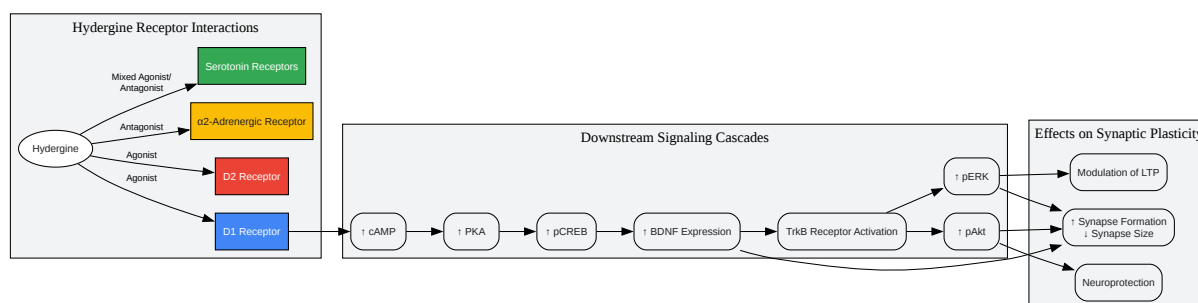 Hydergine Receptor Interactions
Serotonin Receptors
Mixed Agonist/
Antagonist
α2-Adrenergic Receptor
Antagonist
Hydergine
Agonist
D2 Receptor
Agonist
D1 Receptor
Downstream Signaling Cascades
↑ cAMP
↑ PKA
↑ pCREB
↑ BDNF Expression
TrkB Receptor Activation
↑ pERK
↑ pAkt
Effects on Synaptic Plasticity
Modulation of LTP
↑ Synapse Formation
↓ Synapse Size
Neuroprotection